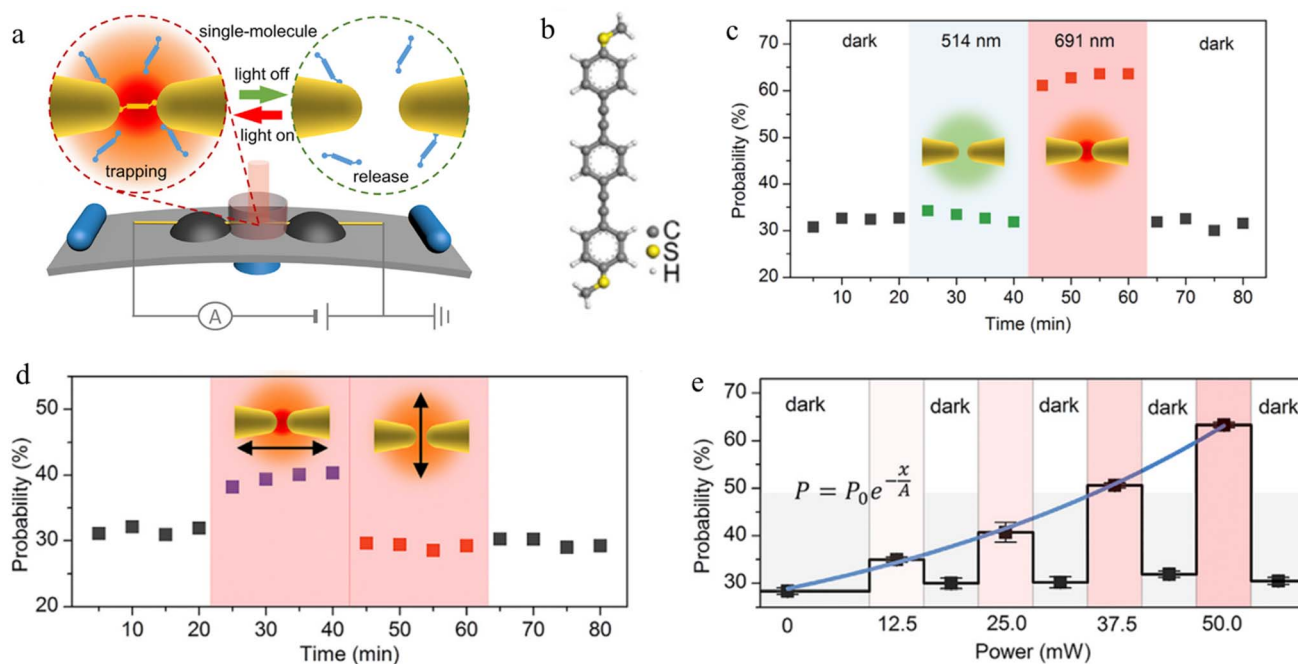 a
single-molecule
light off
light on
trapping
release
A
b
C
S
H
c
Probability (%)
70
60
50
40
30
20
dark
514 nm
691 nm
dark
10 20 30 40 50 60 70 80
Time (min)
d
Probability (%)
50
40
30
20
10 20 30 40 50 60 70 80
Time (min)
e
Probability (%)
70
60
50
40
30
dark
dark
dark
dark
dark
P = P₀e^{-x/A}
0 12.5 25.0 37.5 50.0
Power (mW)